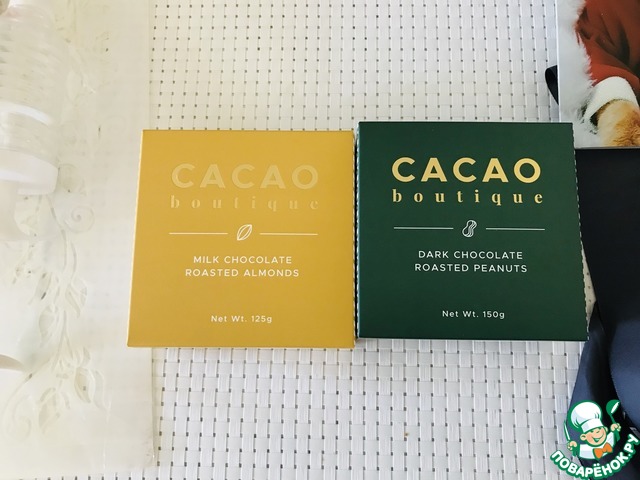 CACAO
boutique
MILK CHOCOLATE
ROASTED ALMONDS
Net Wt. 125g
CACAO
boutique
DARK CHOCOLATE
ROASTED PEANUTS
Net Wt. 150g
ПОВАРЁНОК.РУ